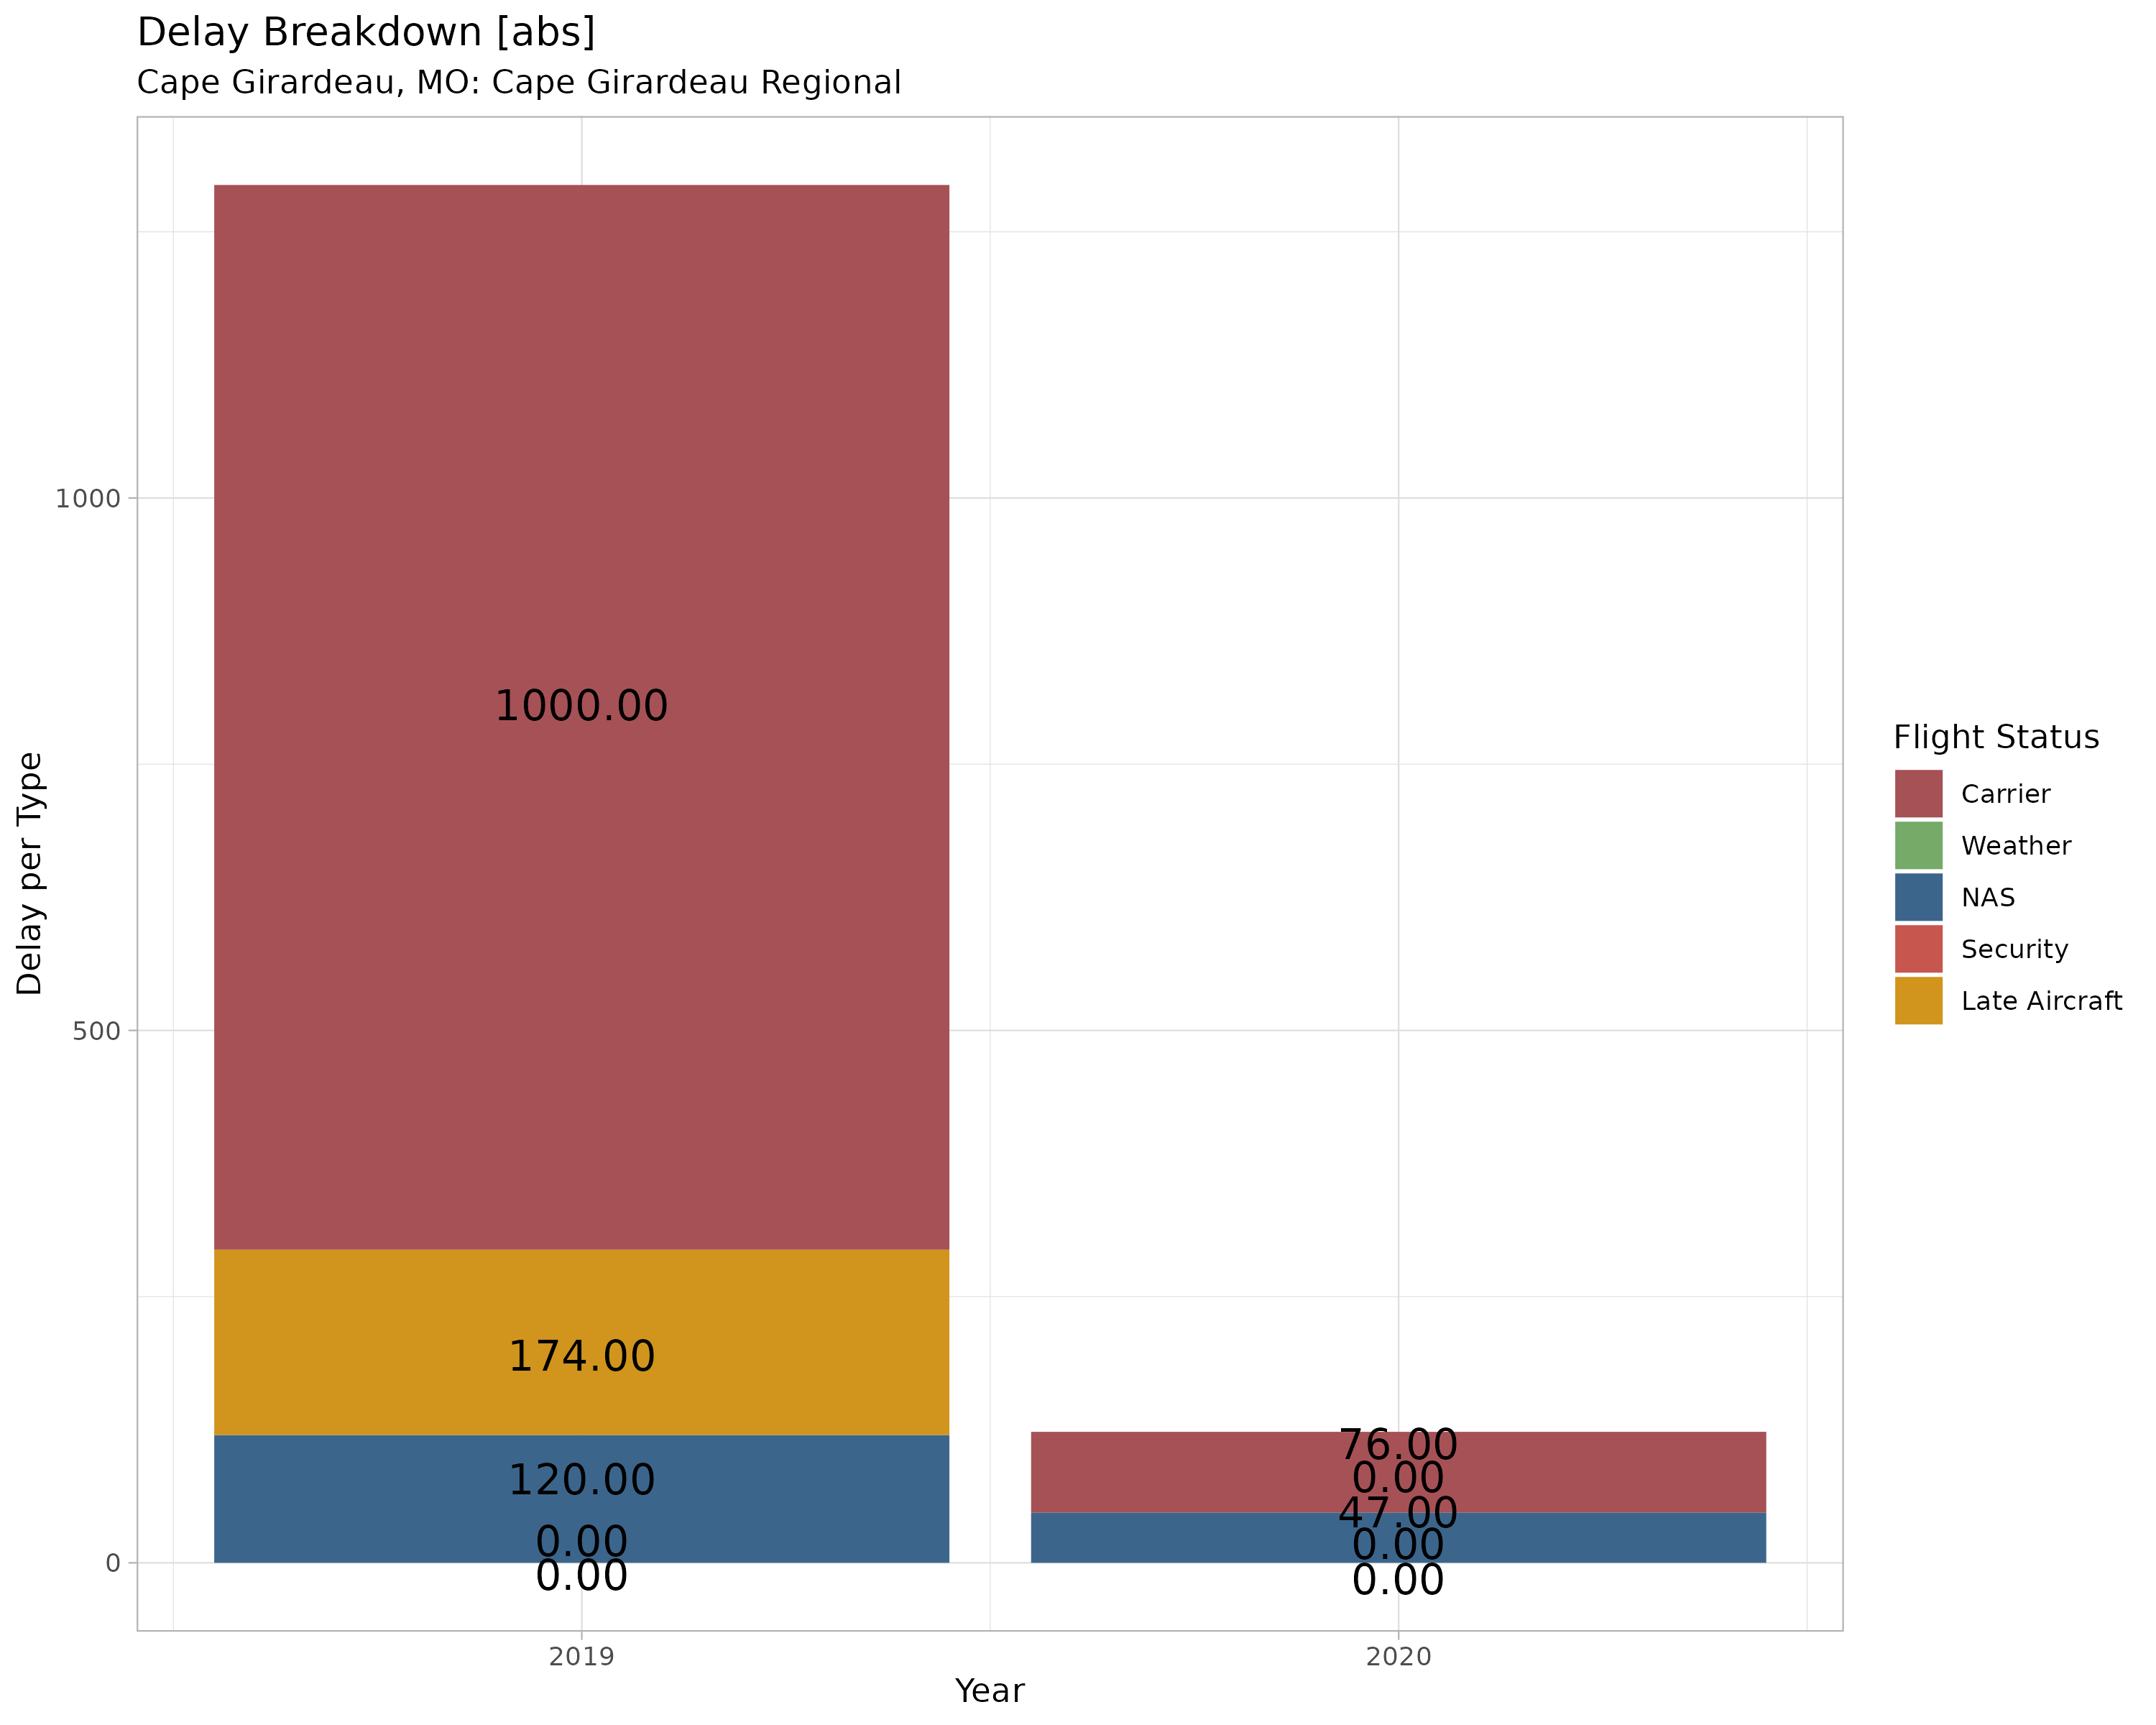 Delay Breakdown [abs]
Cape Girardeau, MO: Cape Girardeau Regional
Delay per Type
1000
500
0
1000.00
174.00
120.00
0.00
0.00
76.00
0.00
47.00
0.00
0.00
2019
2020
Year
Flight Status
Carrier
Weather
NAS
Security
Late Aircraft